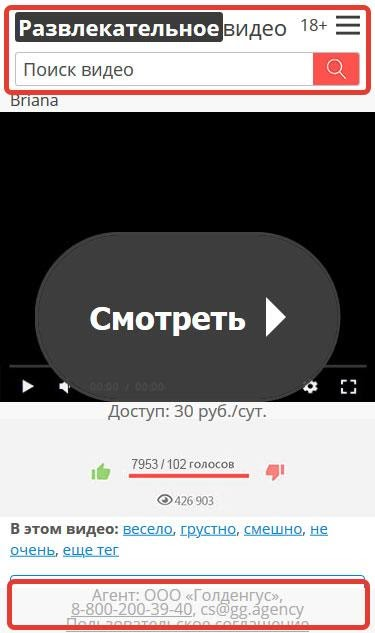 Развлекательноевидео 18+
Поиск видео
Briana
Смотреть
00:00 / 00:00
Доступ: 30 руб./сут.
7953 / 102 голосов
426 903
В этом видео: весело, грустно, смешно, не
очень, еще тег
Агент: ООО «Голденгус»,
8-800-200-39-40, cs@gg.agency
Пользовательское соглашение